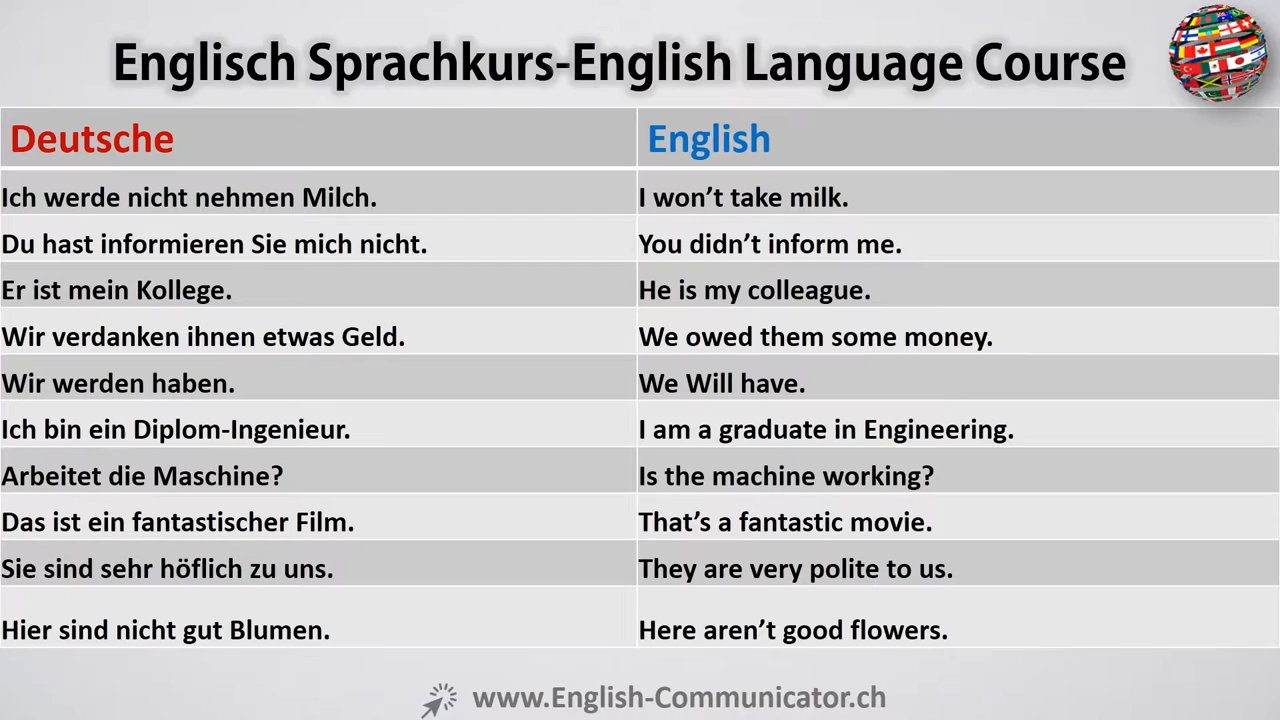 Englisch Sprachkurs-English Language Course
Deutsche English
Ich werde nicht nehmen Milch. I won’t take milk.
Du hast informieren Sie mich nicht. You didn’t inform me.
Er ist mein Kollege. He is my colleague.
Wir verdanken ihnen etwas Geld. We owed them some money.
Wir werden haben. We Will have.
Ich bin ein Diplom-Ingenieur. I am a graduate in Engineering.
Arbeitet die Maschine? Is the machine working?
Das ist ein fantastischer Film. That’s a fantastic movie.
Sie sind sehr höflich zu uns. They are very polite to us.
Hier sind nicht gut Blumen. Here aren’t good flowers.
www.English-Communicator.ch